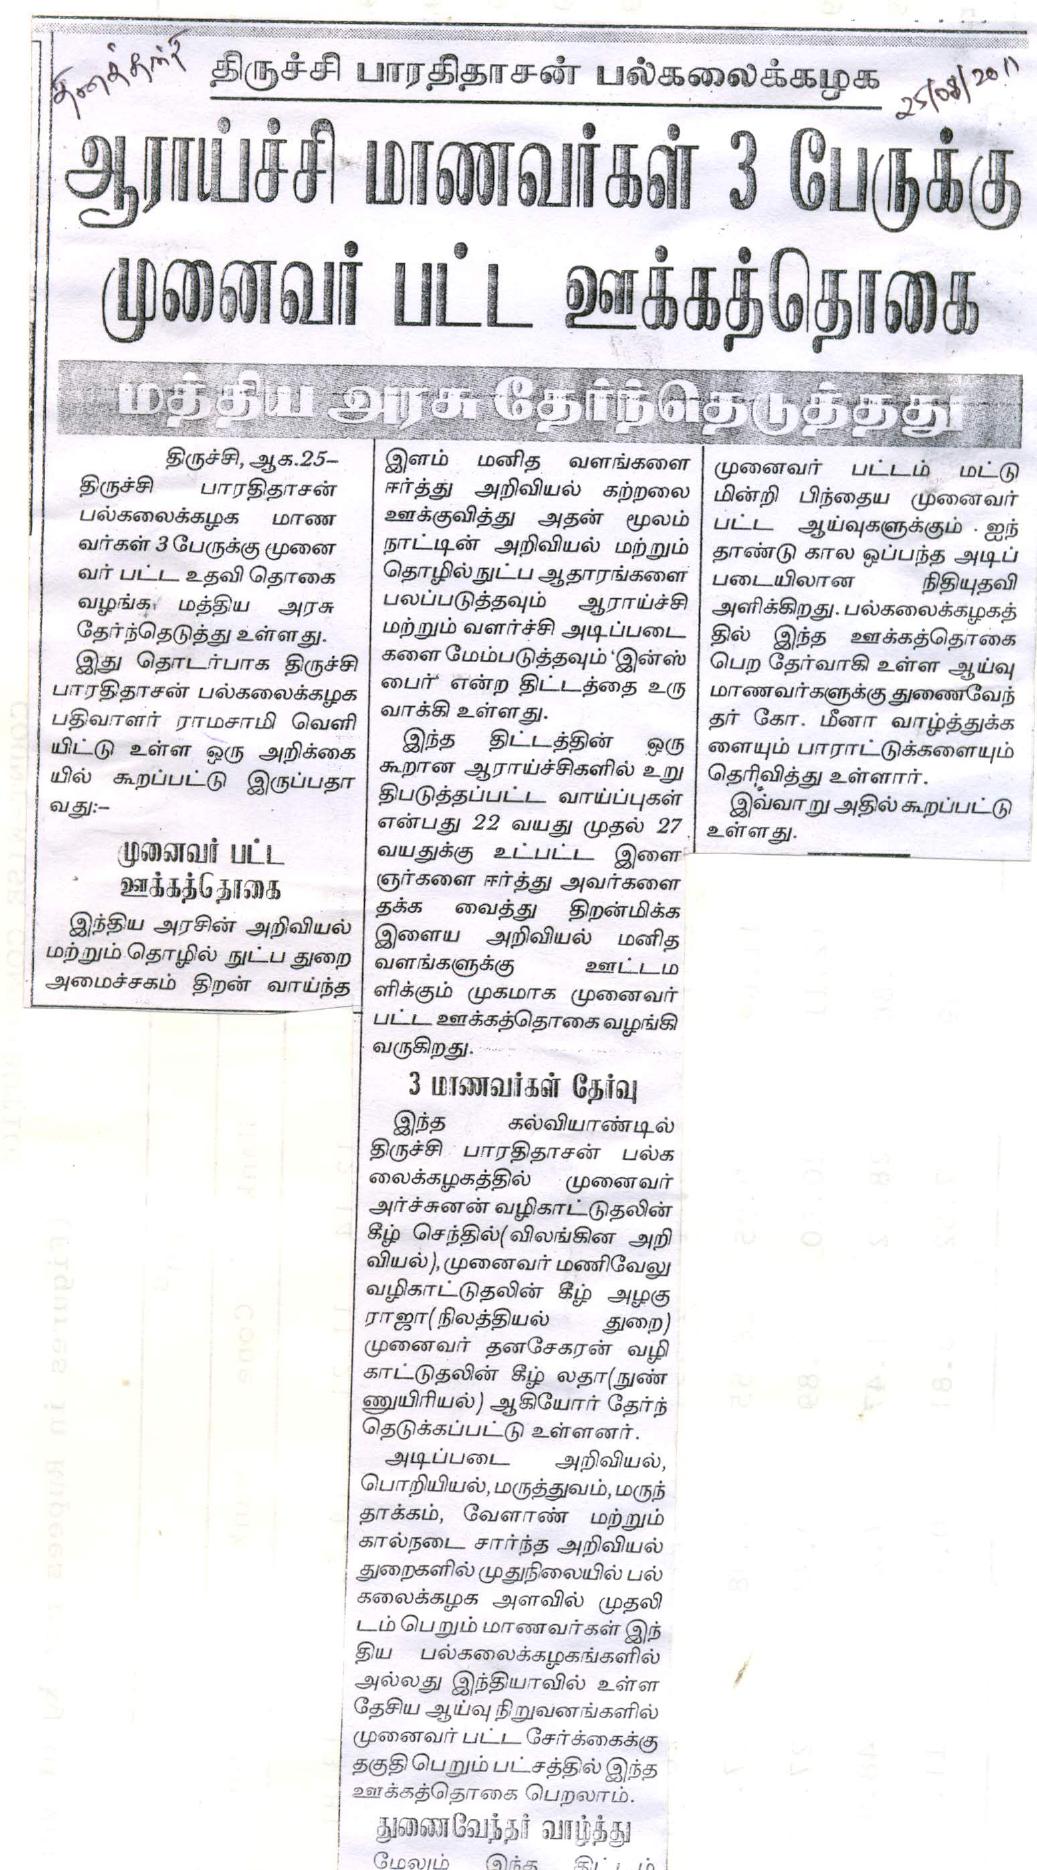 தினத்தந்தி
25/08/2011
திருச்சி பாரதிதாசன் பல்கலைக்கழக
ஆராய்ச்சி மாணவர்கள் 3 பேருக்கு
முனைவர் பட்ட ஊக்கத்தொகை
மத்திய அரசு தேர்ந்தெடுத்தது
திருச்சி, ஆக.25–
திருச்சி பாரதிதாசன்
பல்கலைக்கழக மாண
வர்கள் 3 பேருக்கு முனை
வர் பட்ட உதவி தொகை
வழங்க மத்திய அரசு
தேர்ந்தெடுத்து உள்ளது.
இது தொடர்பாக திருச்சி
பாரதிதாசன் பல்கலைக்கழக
பதிவாளர் ராமசாமி வெளி
யிட்டு உள்ள ஒரு அறிக்கை
யில் கூறப்பட்டு இருப்பதா
வது:–
முனைவர் பட்ட
ஊக்கத்தொகை
இந்திய அரசின் அறிவியல்
மற்றும் தொழில் நுட்ப துறை
அமைச்சகம் திறன் வாய்ந்த
இளம் மனித வளங்களை
ஈர்த்து அறிவியல் கற்றலை
ஊக்குவித்து அதன் மூலம்
நாட்டின் அறிவியல் மற்றும்
தொழில் நுட்ப ஆதாரங்களை
பலப்படுத்தவும் ஆராய்ச்சி
மற்றும் வளர்ச்சி அடிப்படை
களை மேம்படுத்தவும் 'இன்ஸ்
பைர்' என்ற திட்டத்தை உரு
வாக்கி உள்ளது.
இந்த திட்டத்தின் ஒரு
கூறான ஆராய்ச்சிகளில் உறு
திபடுத்தப்பட்ட வாய்ப்புகள்
என்பது 22 வயது முதல் 27
வயதுக்கு உட்பட்ட இளை
ஞர்களை ஈர்த்து அவர்களை
தக்க வைத்து திறன்மிக்க
இளைய அறிவியல் மனித
வளங்களுக்கு ஊட்டம
ளிக்கும் முகமாக முனைவர்
பட்ட ஊக்கத்தொகை வழங்கி
வருகிறது.
3 மாணவர்கள் தேர்வு
இந்த கல்வியாண்டில்
திருச்சி பாரதிதாசன் பல்க
லைக்கழகத்தில் முனைவர்
அர்ச்சுனன் வழிகாட்டுதலின்
கீழ் செந்தில்(விலங்கின அறி
வியல்), முனைவர் மணிவேலு
வழிகாட்டுதலின் கீழ் அழகு
ராஜா(நிலத்தியல் துறை)
முனைவர் தனசேகரன் வழி
காட்டுதலின் கீழ் லதா(நுண்
ணுயிரியல்) ஆகியோர் தேர்ந்
தெடுக்கப்பட்டு உள்ளனர்.
அடிப்படை அறிவியல்,
பொறியியல், மருத்துவம், மருந்
தாக்கம், வேளாண் மற்றும்
கால்நடை சார்ந்த அறிவியல்
துறைகளில் முதுநிலையில் பல்
கலைக்கழக அளவில் முதலி
டம் பெறும் மாணவர்கள் இந்
திய பல்கலைக்கழகங்களில்
அல்லது இந்தியாவில் உள்ள
தேசிய ஆய்வு நிறுவனங்களில்
முனைவர் பட்ட சேர்க்கைக்கு
தகுதி பெறும் பட்சத்தில் இந்த
ஊக்கத்தொகை பெறலாம்.
துணைவேந்தர் வாழ்த்து
மேலும் இந்த திட்டம்
முனைவர் பட்டம் மட்டு
மின்றி பிந்தைய முனைவர்
பட்ட ஆய்வுகளுக்கும் ஐந்
தாண்டு கால ஒப்பந்த அடிப்
படையிலான நிதியுதவி
அளிக்கிறது. பல்கலைக்கழகத்
தில் இந்த ஊக்கத்தொகை
பெற தேர்வாகி உள்ள ஆய்வு
மாணவர்களுக்கு துணைவேந்
தர் கோ. மீனா வாழ்த்துக்க
ளையும் பாராட்டுக்களையும்
தெரிவித்து உள்ளார்.
இவ்வாறு அதில் கூறப்பட்டு
உள்ளது.